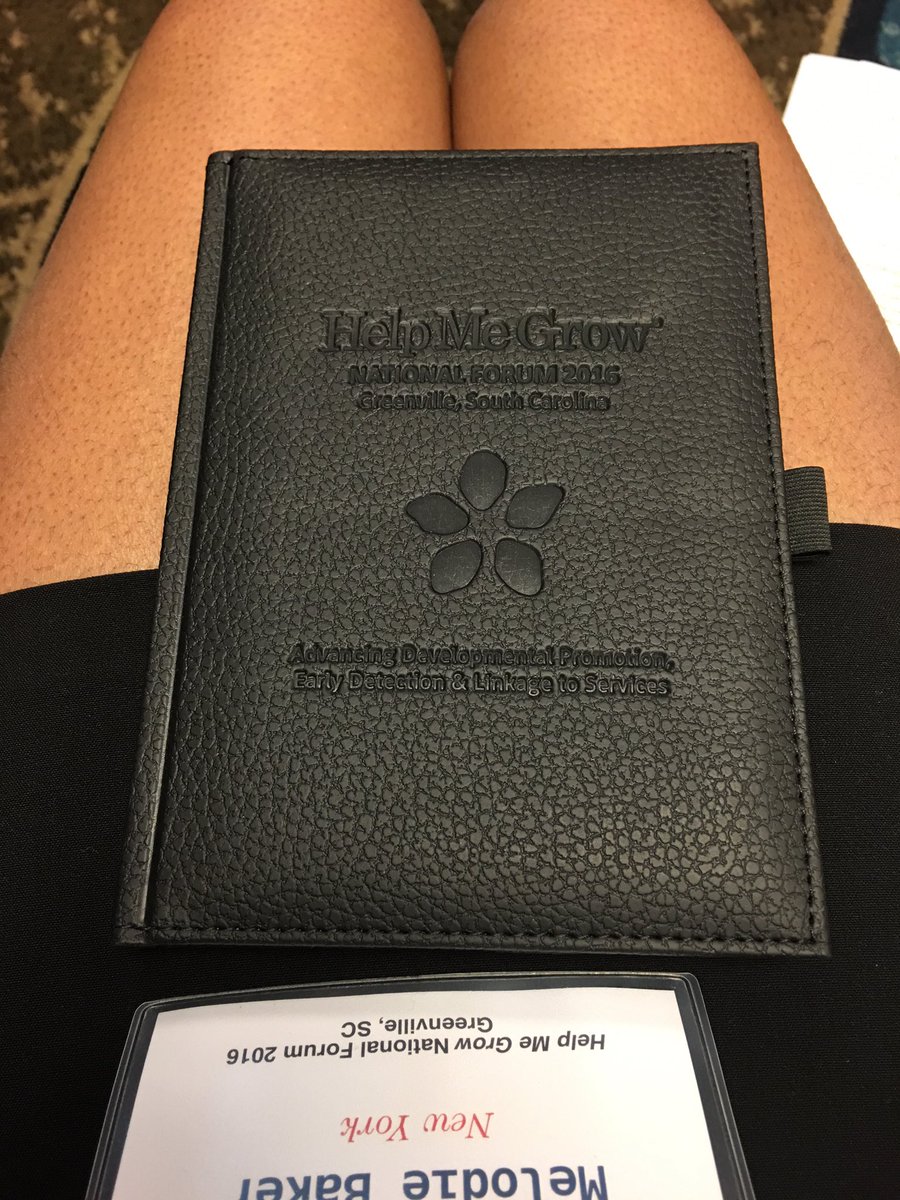 Help Me Grow
NATIONAL FORUM 2016
Greenville, South Carolina
Advancing Developmental Promotion,
Early Detection & Linkage to Services
Melodie Baker
New York
Help Me Grow National Forum 2016
Greenville, SC